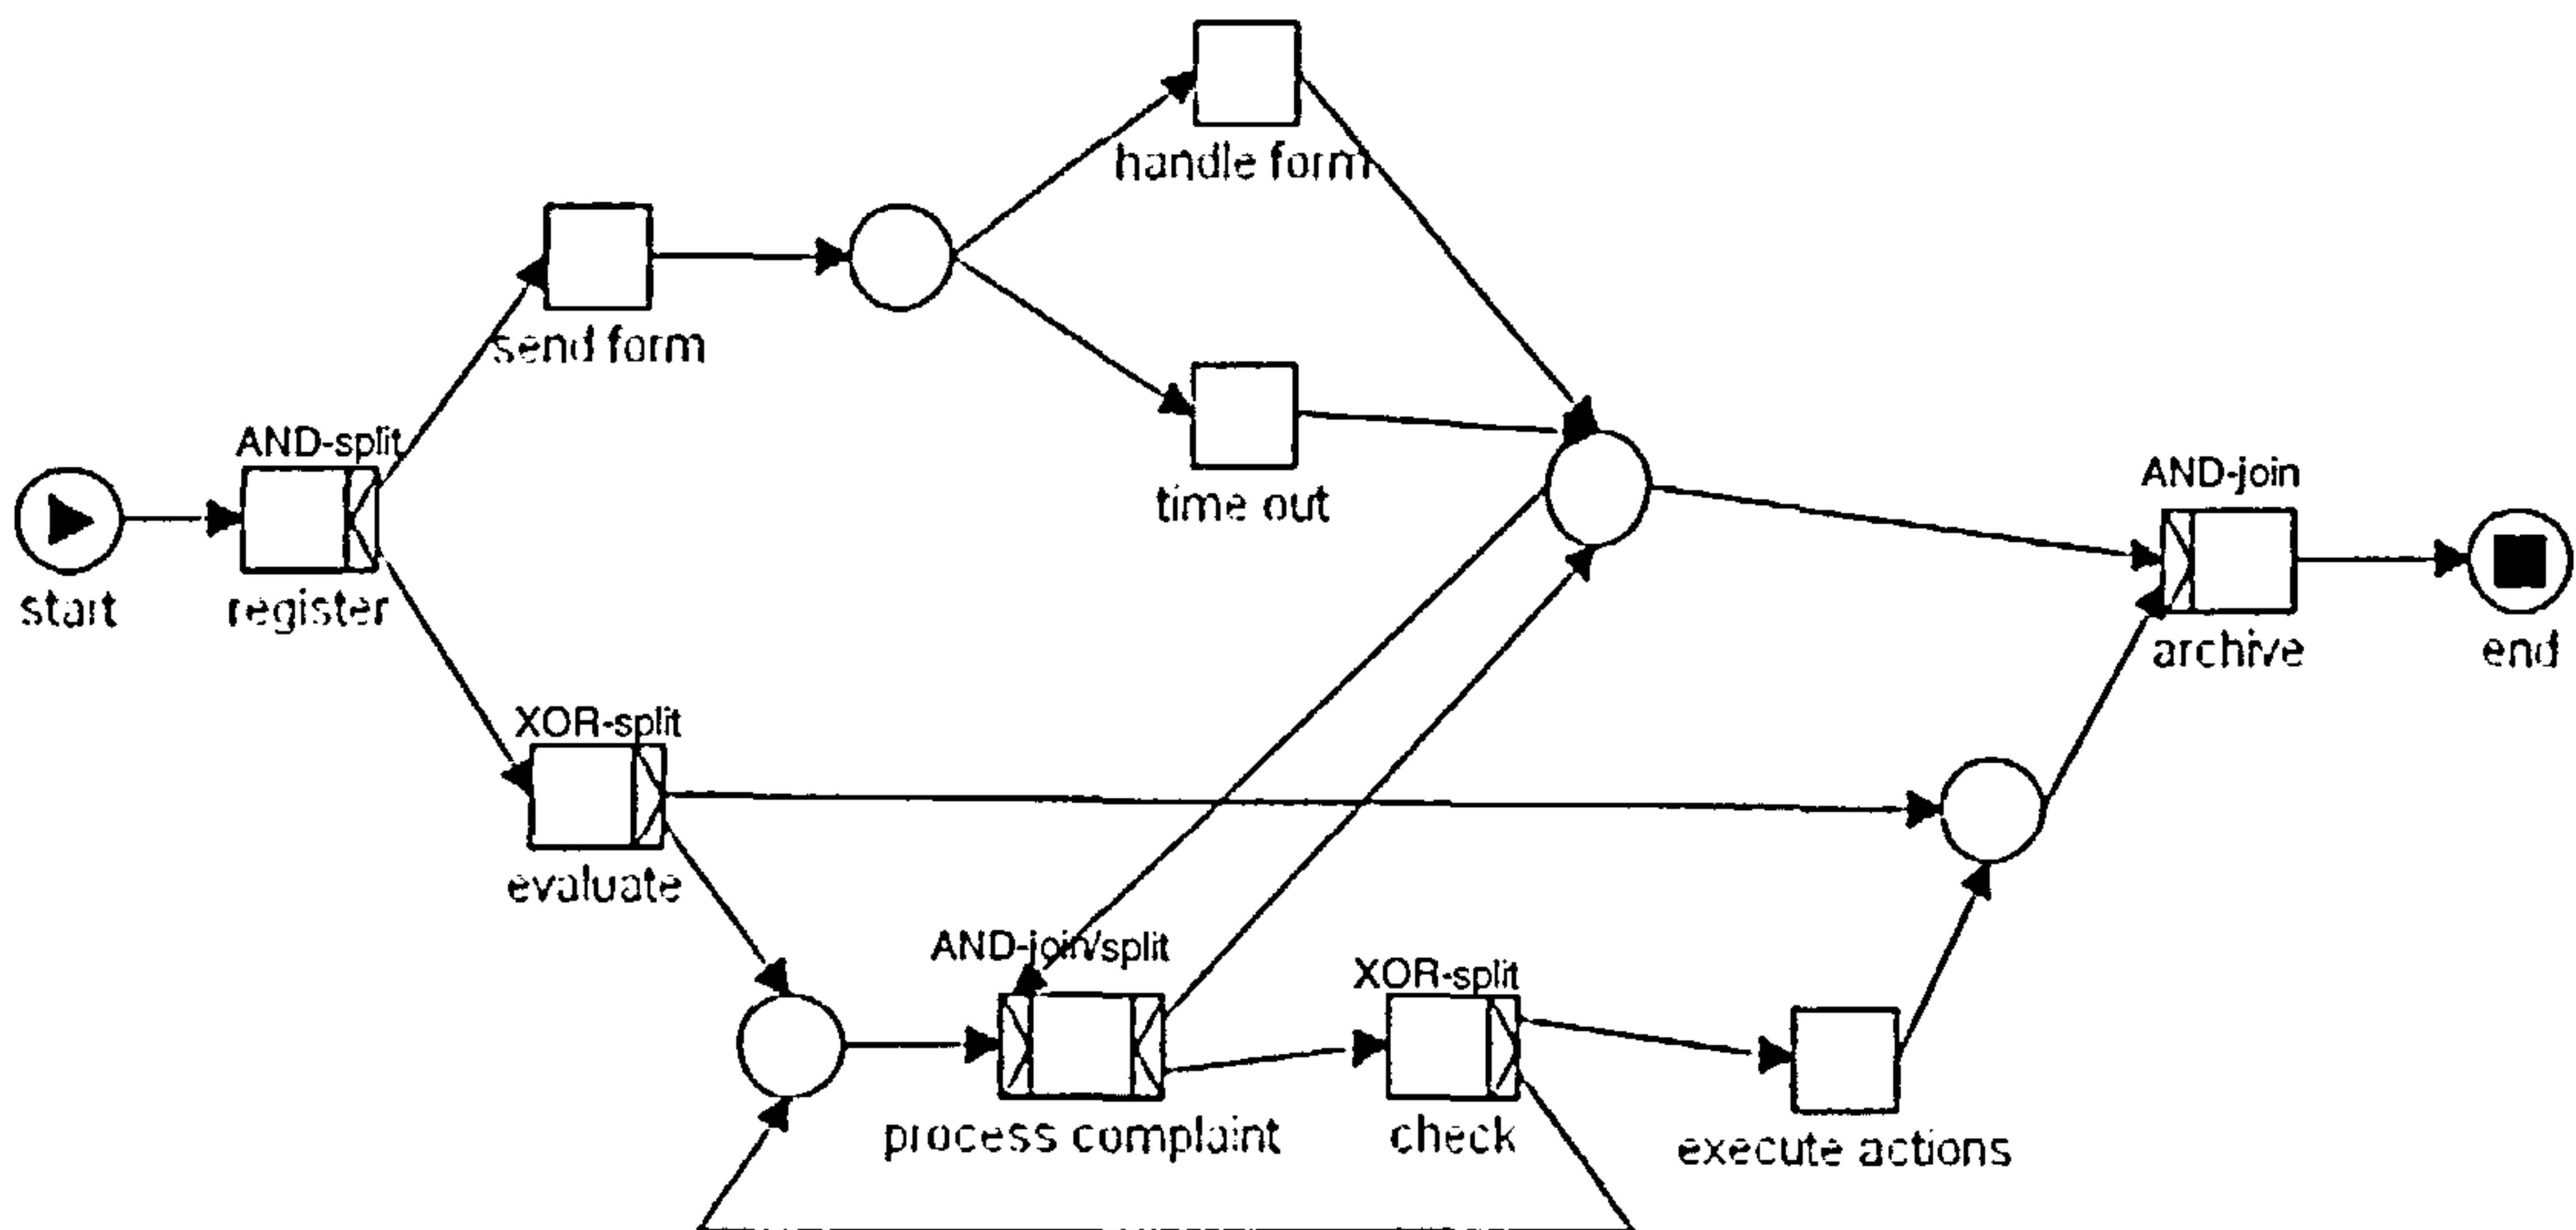 handle form
send form
AND-split
time out
AND-join
start
register
archive
end
XOR-split
evaluate
AND-join/split
XOR-split
process complaint
check
execute actions